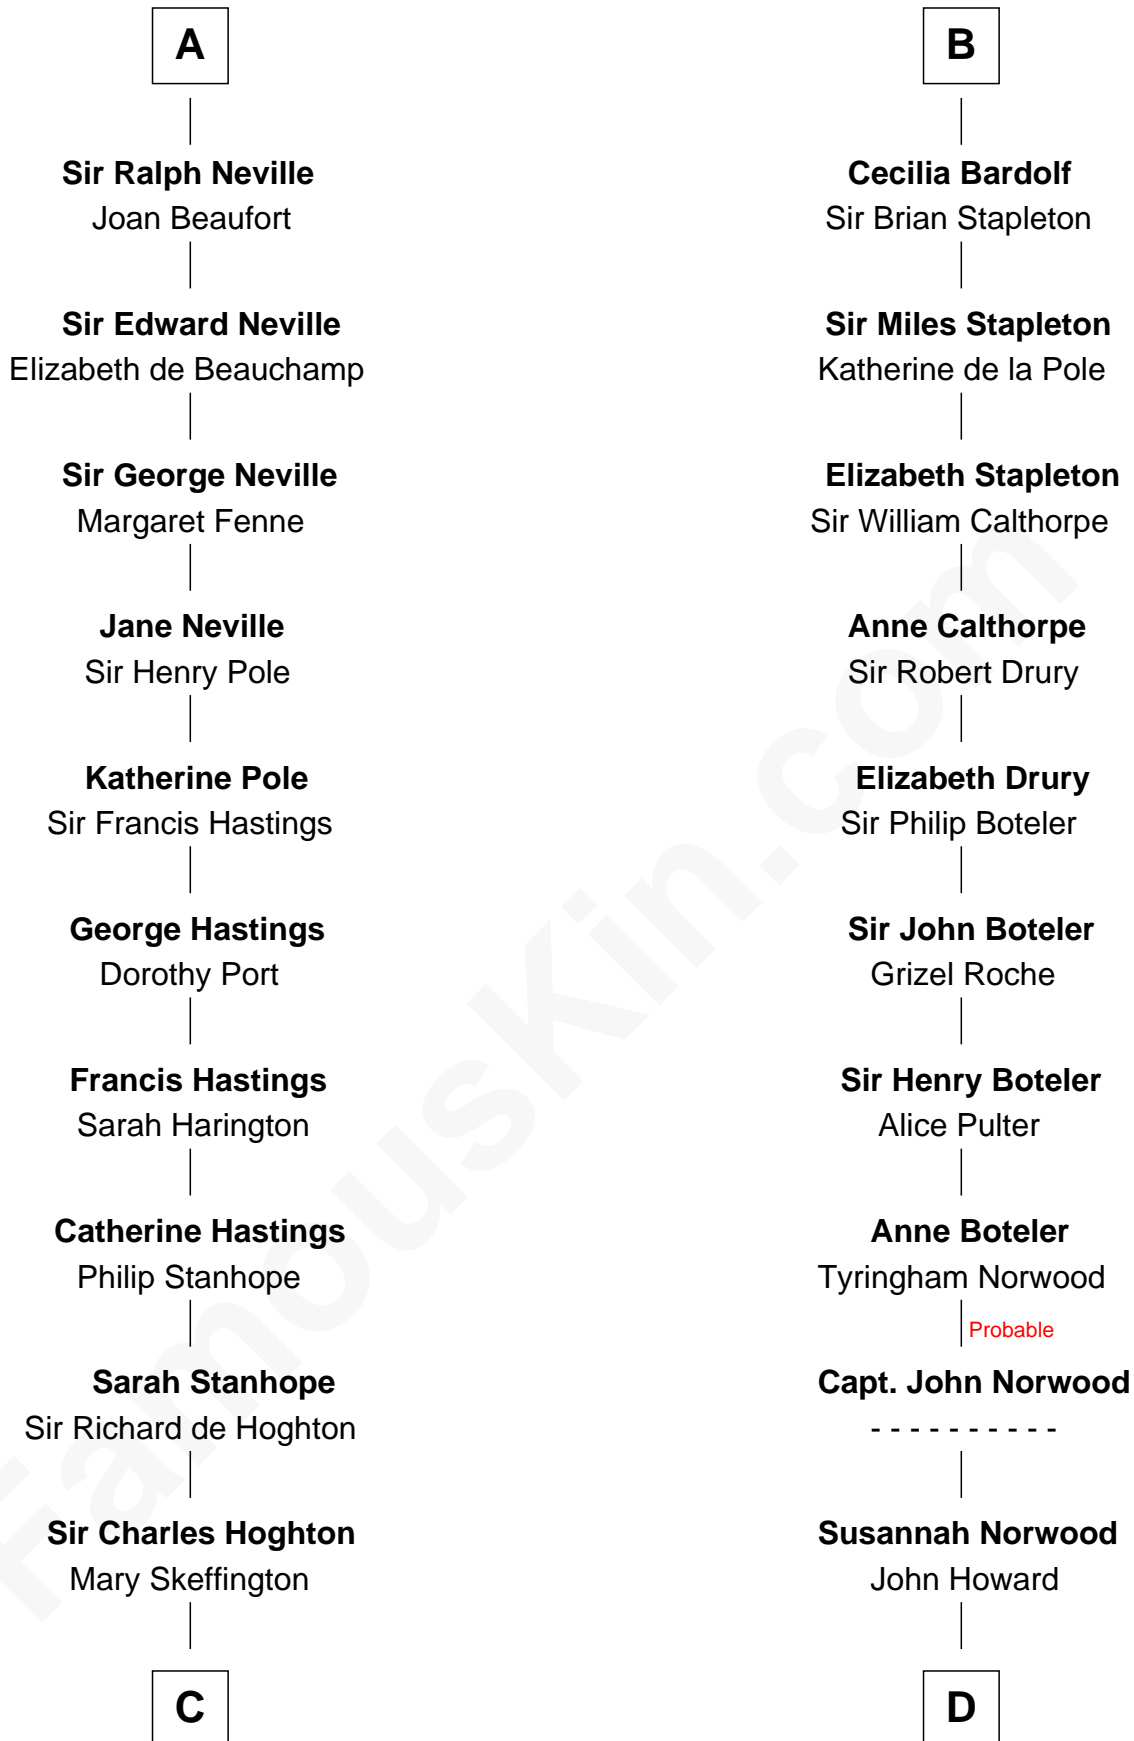 A
Sir Ralph Neville
Joan Beaufort
Sir Edward Neville
Elizabeth de Beauchamp
Sir George Neville
Margaret Fenne
Jane Neville
Sir Henry Pole
Katherine Pole
Sir Francis Hastings
George Hastings
Dorothy Port
Francis Hastings
Sarah Harington
Catherine Hastings
Philip Stanhope
Sarah Stanhope
Sir Richard de Hoghton
Sir Charles Hoghton
Mary Skeffington
C
B
Cecilia Bardolf
Sir Brian Stapleton
Sir Miles Stapleton
Katherine de la Pole
Elizabeth Stapleton
Sir William Calthorpe
Anne Calthorpe
Sir Robert Drury
Elizabeth Drury
Sir Philip Boteler
Sir John Boteler
Grizel Roche
Sir Henry Boteler
Alice Pulter
Anne Boteler
Tyringham Norwood
Probable
Capt. John Norwood
- - - - - - - - - -
Susannah Norwood
John Howard
D
FamousKin.com